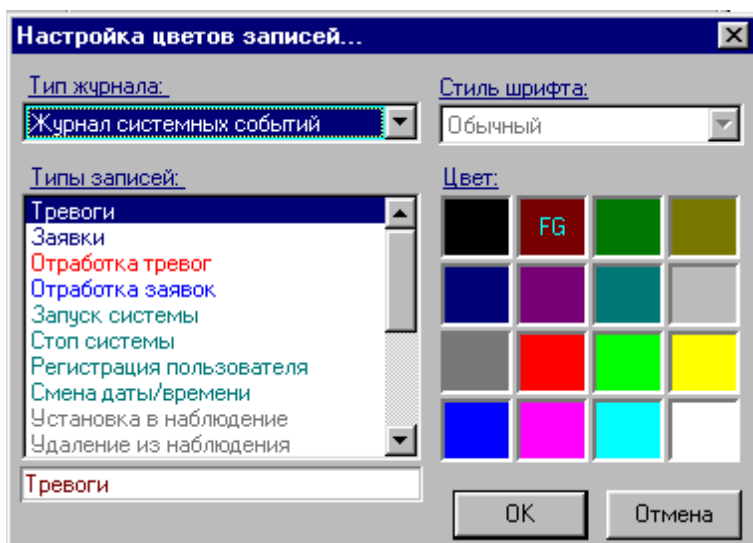 Настройка цветов записей...
Тип журнала:
Стиль шрифта:
Журнал системных событий
Обычный
Типы записей:
Цвет:
Тревоги
Заявки
Отработка тревог
Отработка заявок
Запуск системы
Стоп системы
Регистрация пользователя
Смена даты/времени
Установка в наблюдение
Удаление из наблюдения
FG
Тревоги
OK
Отмена